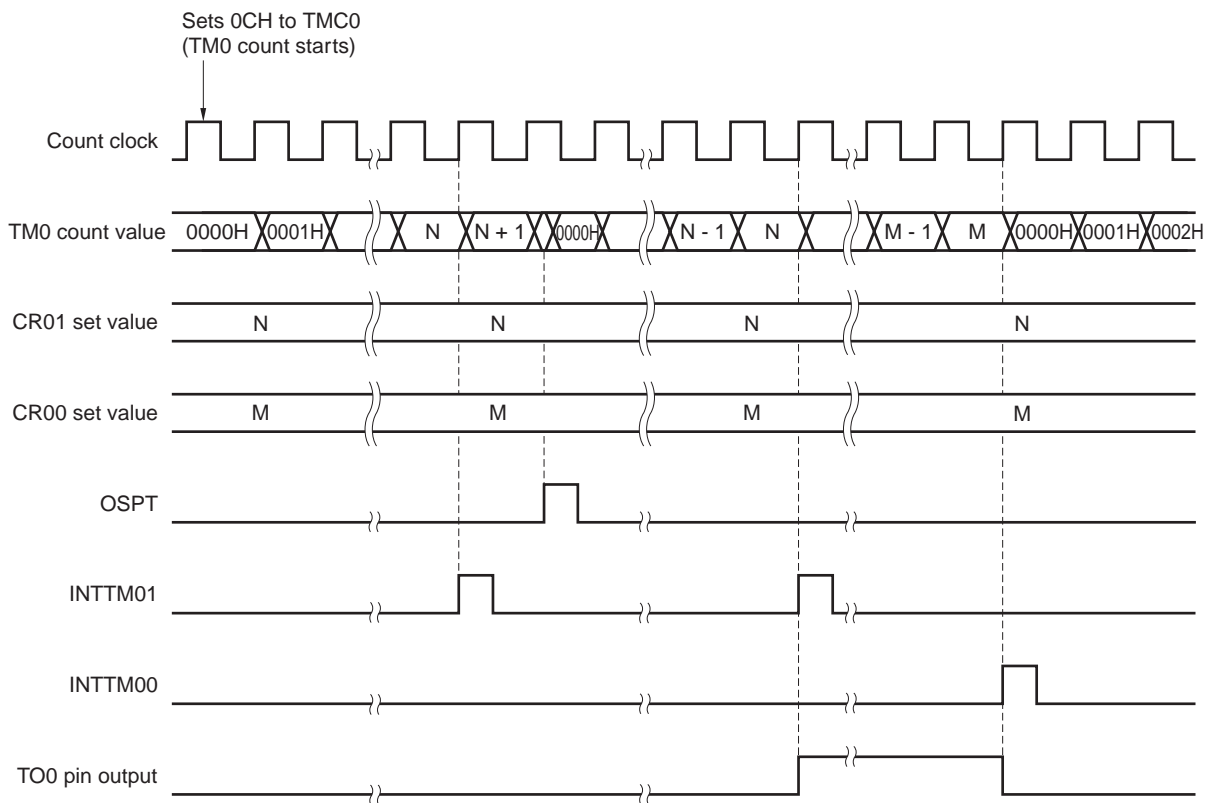 Sets 0CH to TMC0
(TM0 count starts)
Count clock
TM0 count value 0000H 0001H N N + 1 0000H N - 1 N M - 1 M 0000H 0001H 0002H
CR01 set value N N N N
CR00 set value M M M M
OSPT
INTTM01
INTTM00
TO0 pin output